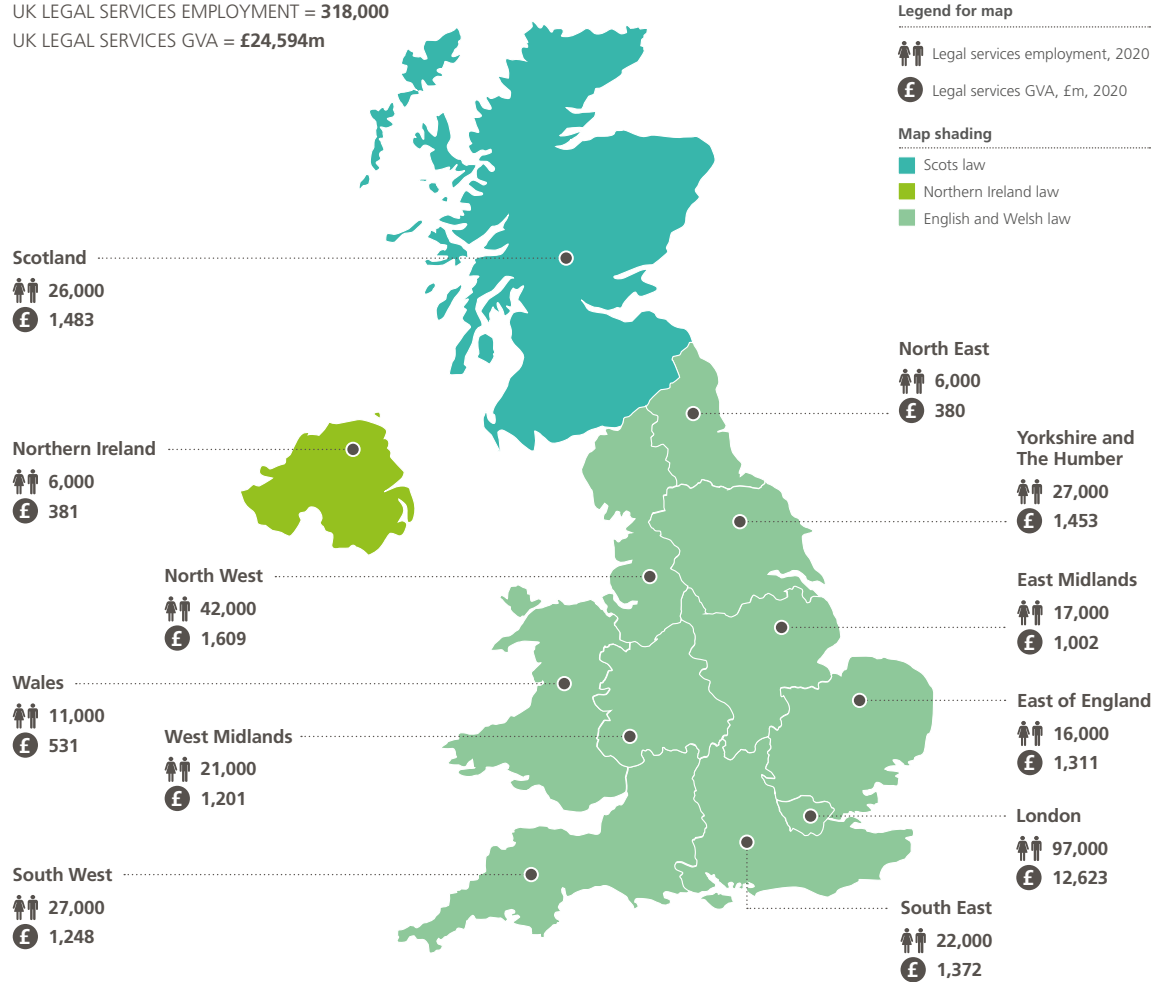 UK LEGAL SERVICES EMPLOYMENT = 318,000
UK LEGAL SERVICES GVA = £24,594m
Legend for map
Legal services employment, 2020
£ Legal services GVA, £m, 2020
Map shading
Scots law
Northern Ireland law
English and Welsh law
Scotland
26,000
£ 1,483
North East
6,000
£ 380
Northern Ireland
6,000
£ 381
Yorkshire and
The Humber
27,000
£ 1,453
North West
42,000
£ 1,609
East Midlands
17,000
£ 1,002
Wales
11,000
£ 531
West Midlands
21,000
£ 1,201
East of England
16,000
£ 1,311
London
97,000
£ 12,623
South West
27,000
£ 1,248
South East
22,000
£ 1,372